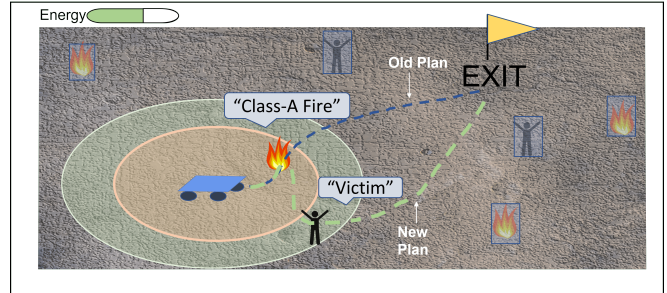 Energy
Old Plan
EXIT
“Class-A Fire”
“Victim”
New
Plan